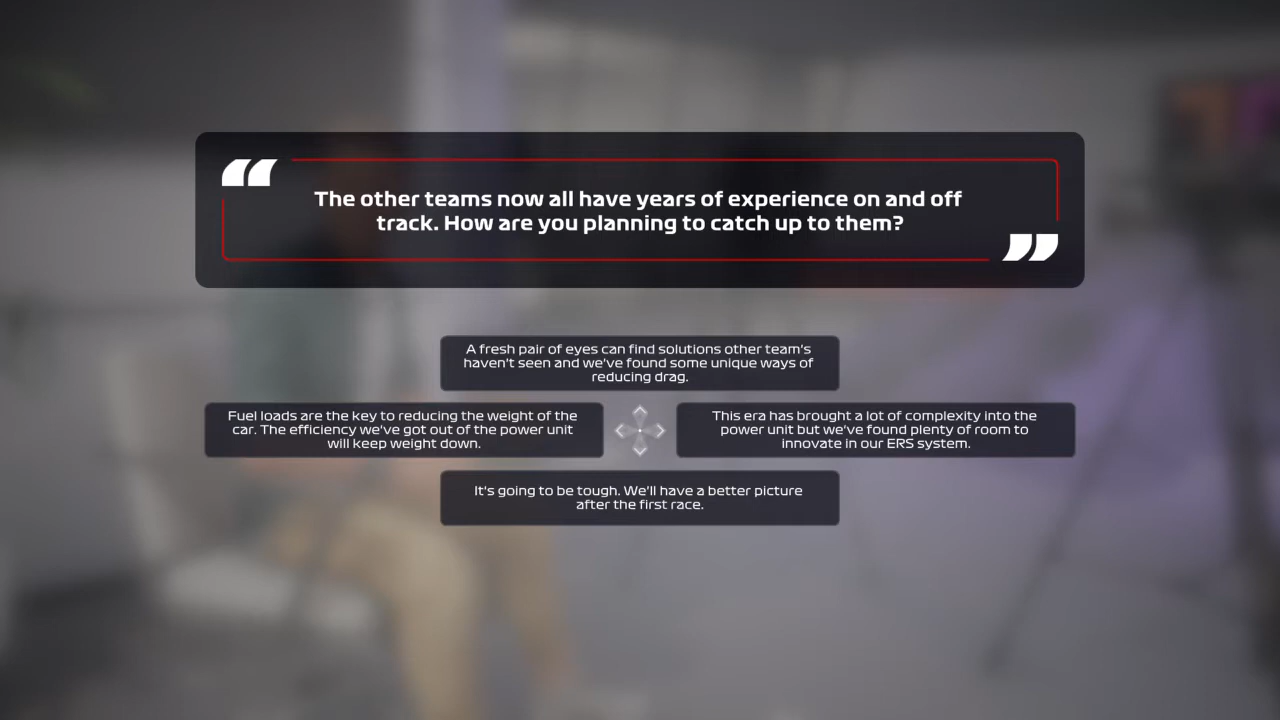 The other teams now all have years of experience on and off
track. How are you planning to catch up to them?
A fresh pair of eyes can find solutions other team's
haven't seen and we've found some unique ways of
reducing drag.
Fuel loads are the key to reducing the weight of the
car. The efficiency we've got out of the power unit
will keep weight down.
This era has brought a lot of complexity into the
power unit but we've found plenty of room to
innovate in our ERS system.
It's going to be tough. We'll have a better picture
after the first race.